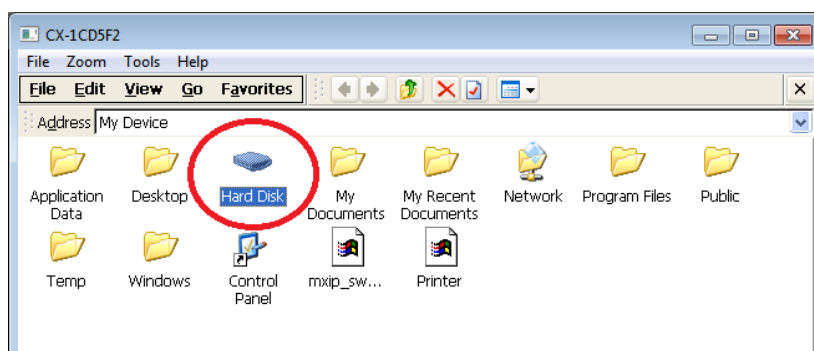 CX-1CD5F2
File Zoom Tools Help
File Edit View Go Favorites
Address My Device
Application Data Desktop Hard Disk My Documents My Recent Documents Network Program Files Public
Temp Windows Control Panel mxip_sw... Printer